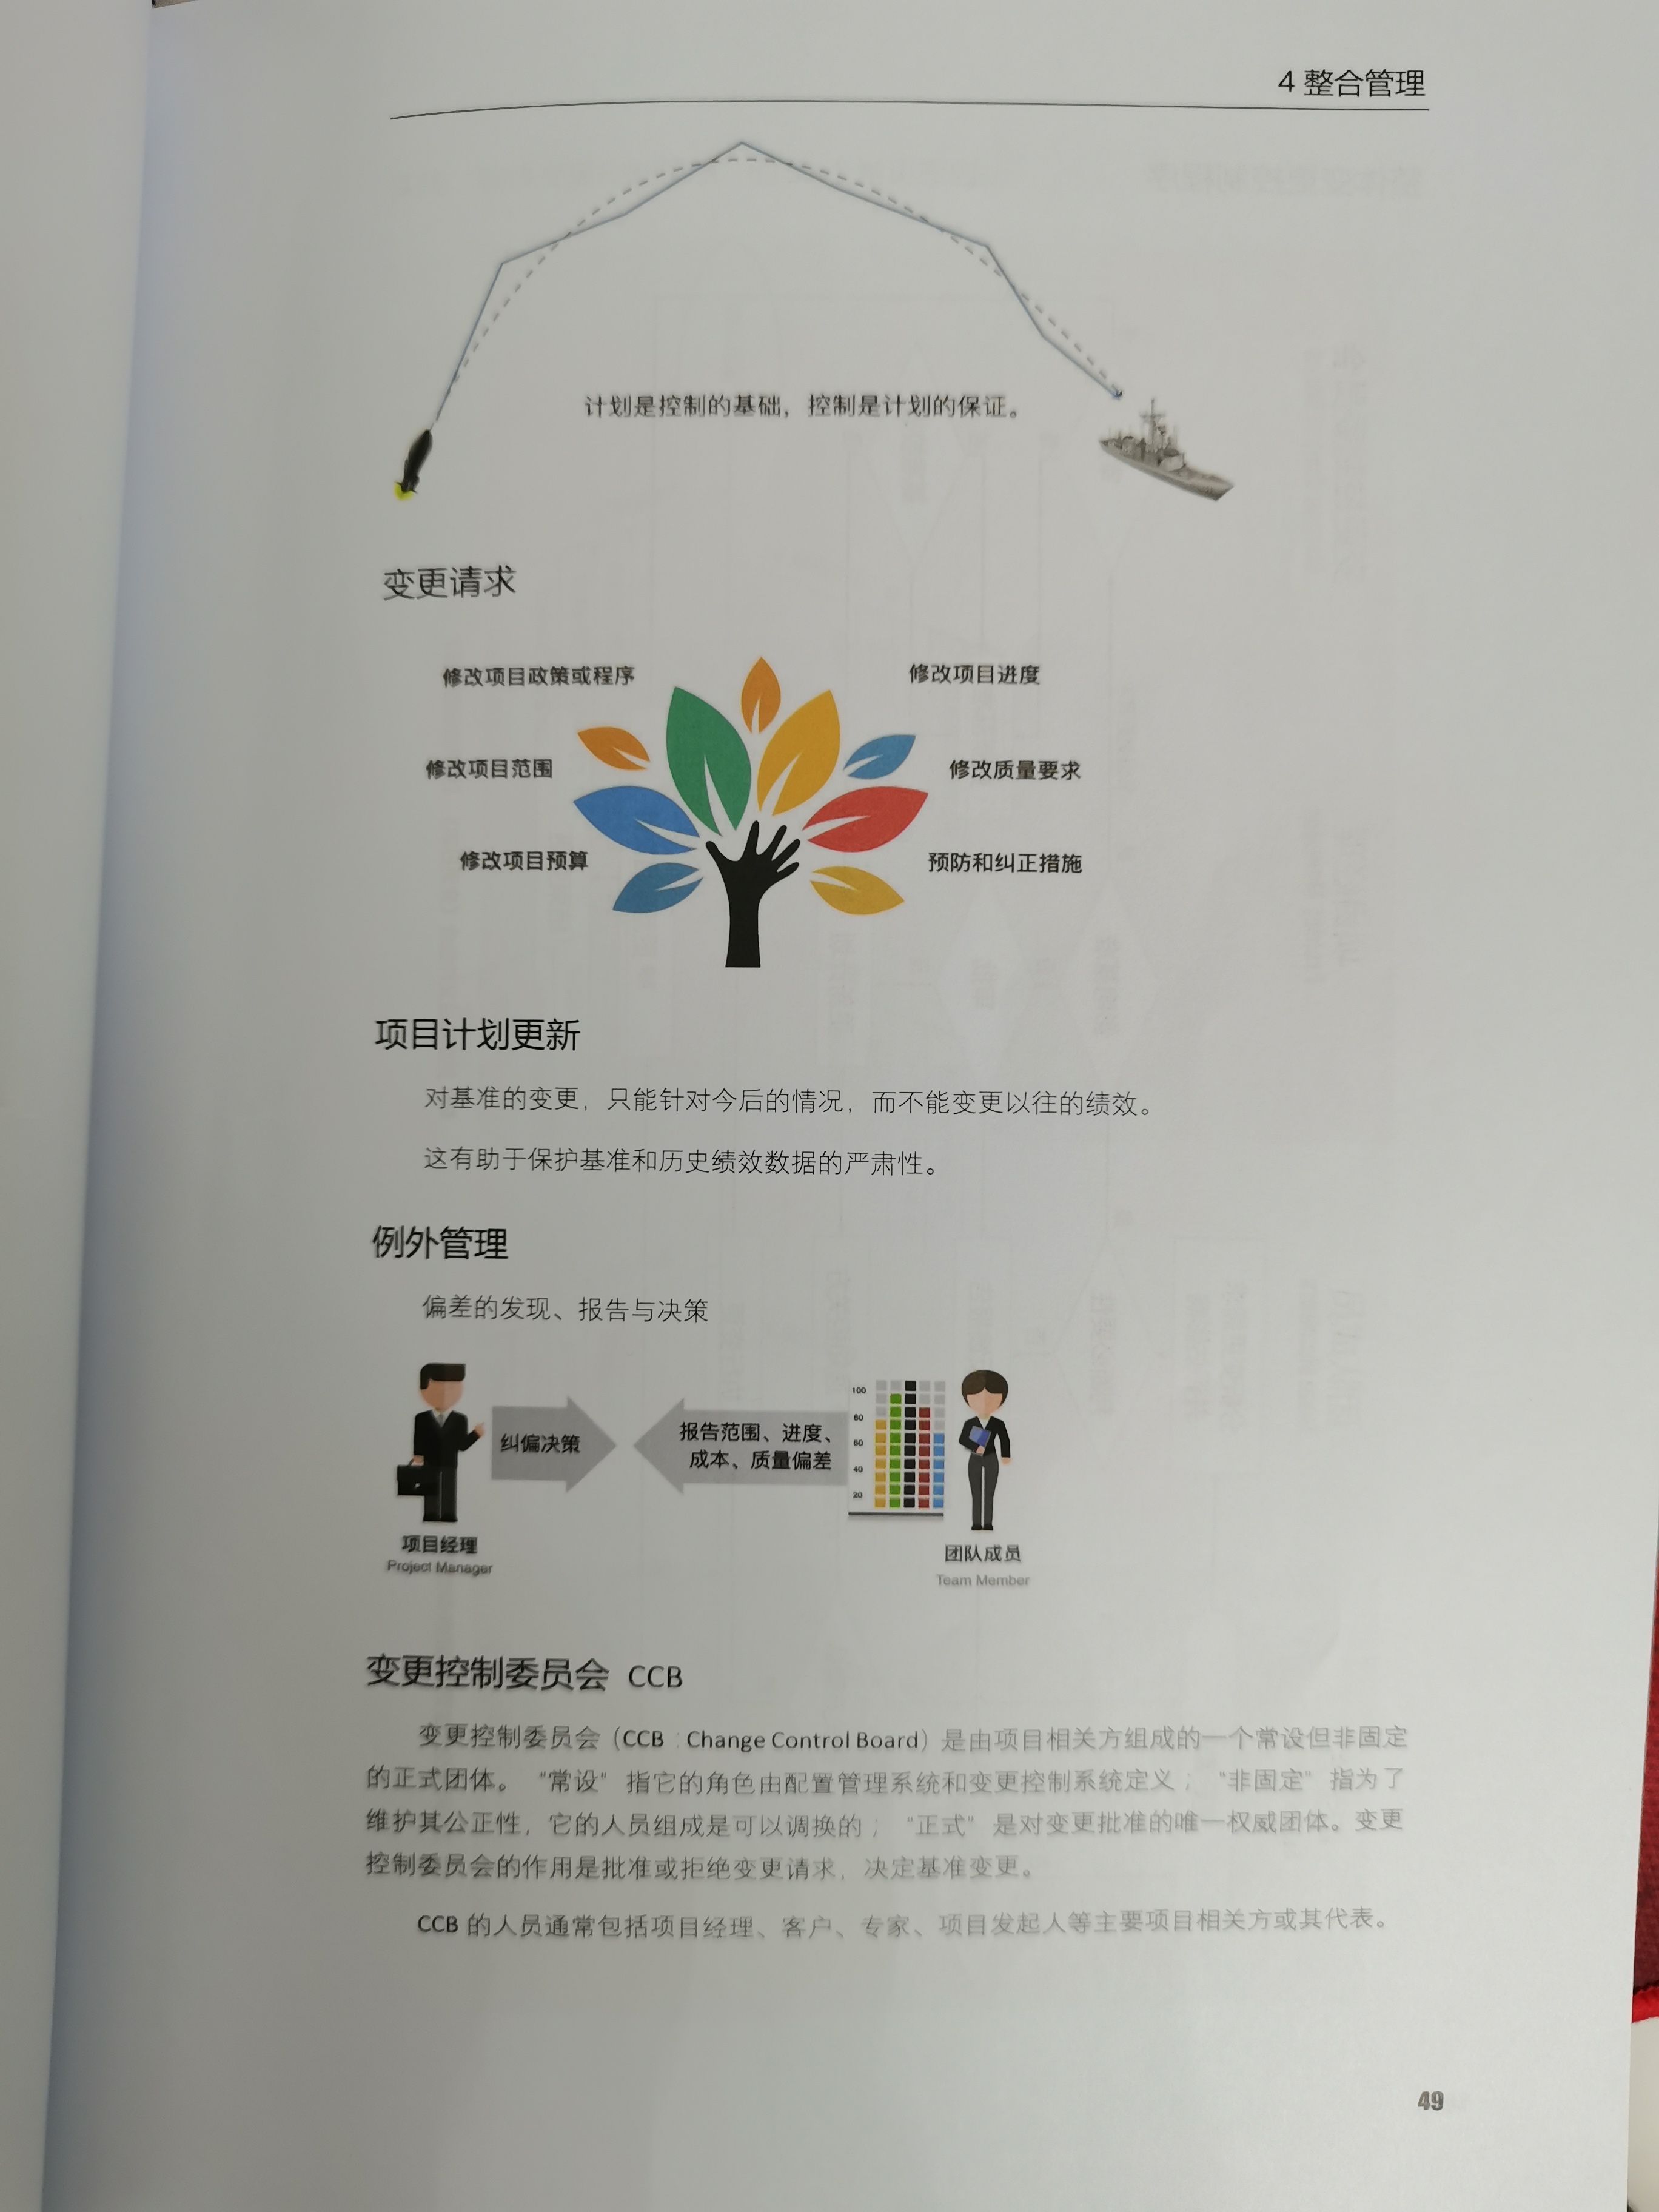 4 整合管理
计划是控制的基础，控制是计划的保证。
变更请求
修改项目政策或程序
修改项目进度
修改项目范围
修改质量要求
修改项目预算
预防和纠正措施
项目计划更新
对基准的变更，只能针对今后的情况，而不能变更以往的绩效。
这有助于保护基准和历史绩效数据的严肃性。
例外管理
偏差的发现、报告与决策
纠偏决策
报告范围、进度、
成本、质量偏差
100
80
60
40
20
项目经理
Project Manager
团队成员
Team Member
变更控制委员会 CCB
变更控制委员会（CCB：Change Control Board）是由项目相关方组成的一个常设但非固定
的正式团体。“常设”指它的角色由配置管理系统和变更控制系统定义；“非固定”指为了
维护其公正性，它的人员组成是可以调换的；“正式”是对变更批准的唯一权威团体。变更
控制委员会的作用是批准或拒绝变更请求，决定基准变更。
CCB 的人员通常包括项目经理、客户、专家、项目发起人等主要项目相关方或其代表。
49